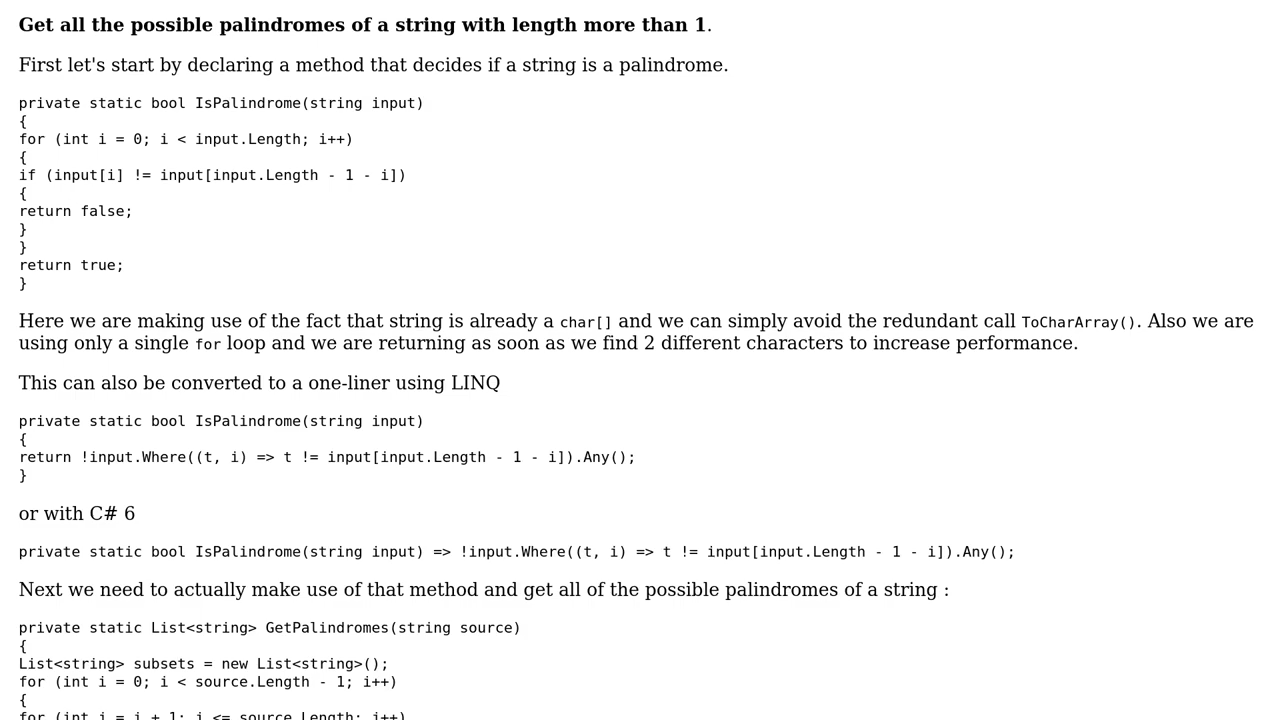 Get all the possible palindromes of a string with length more than 1.
First let's start by declaring a method that decides if a string is a palindrome.
private static bool IsPalindrome(string input)
{
for (int i = 0; i < input.Length; i++)
{
if (input[i] != input[input.Length - 1 - i])
{
return false;
}
}
return true;
}
Here we are making use of the fact that string is already a char[] and we can simply avoid the redundant call ToCharArray(). Also we are
using only a single for loop and we are returning as soon as we find 2 different characters to increase performance.
This can also be converted to a one-liner using LINQ
private static bool IsPalindrome(string input)
{
return !input.Where((t, i) => t != input[input.Length - 1 - i]).Any();
}
or with C# 6
private static bool IsPalindrome(string input) => !input.Where((t, i) => t != input[input.Length - 1 - i]).Any();
Next we need to actually make use of that method and get all of the possible palindromes of a string :
private static List<string> GetPalindromes(string source)
{
List<string> subsets = new List<string>();
for (int i = 0; i < source.Length - 1; i++)
{
for (int j = i + 1; j <= source.Length; j++)